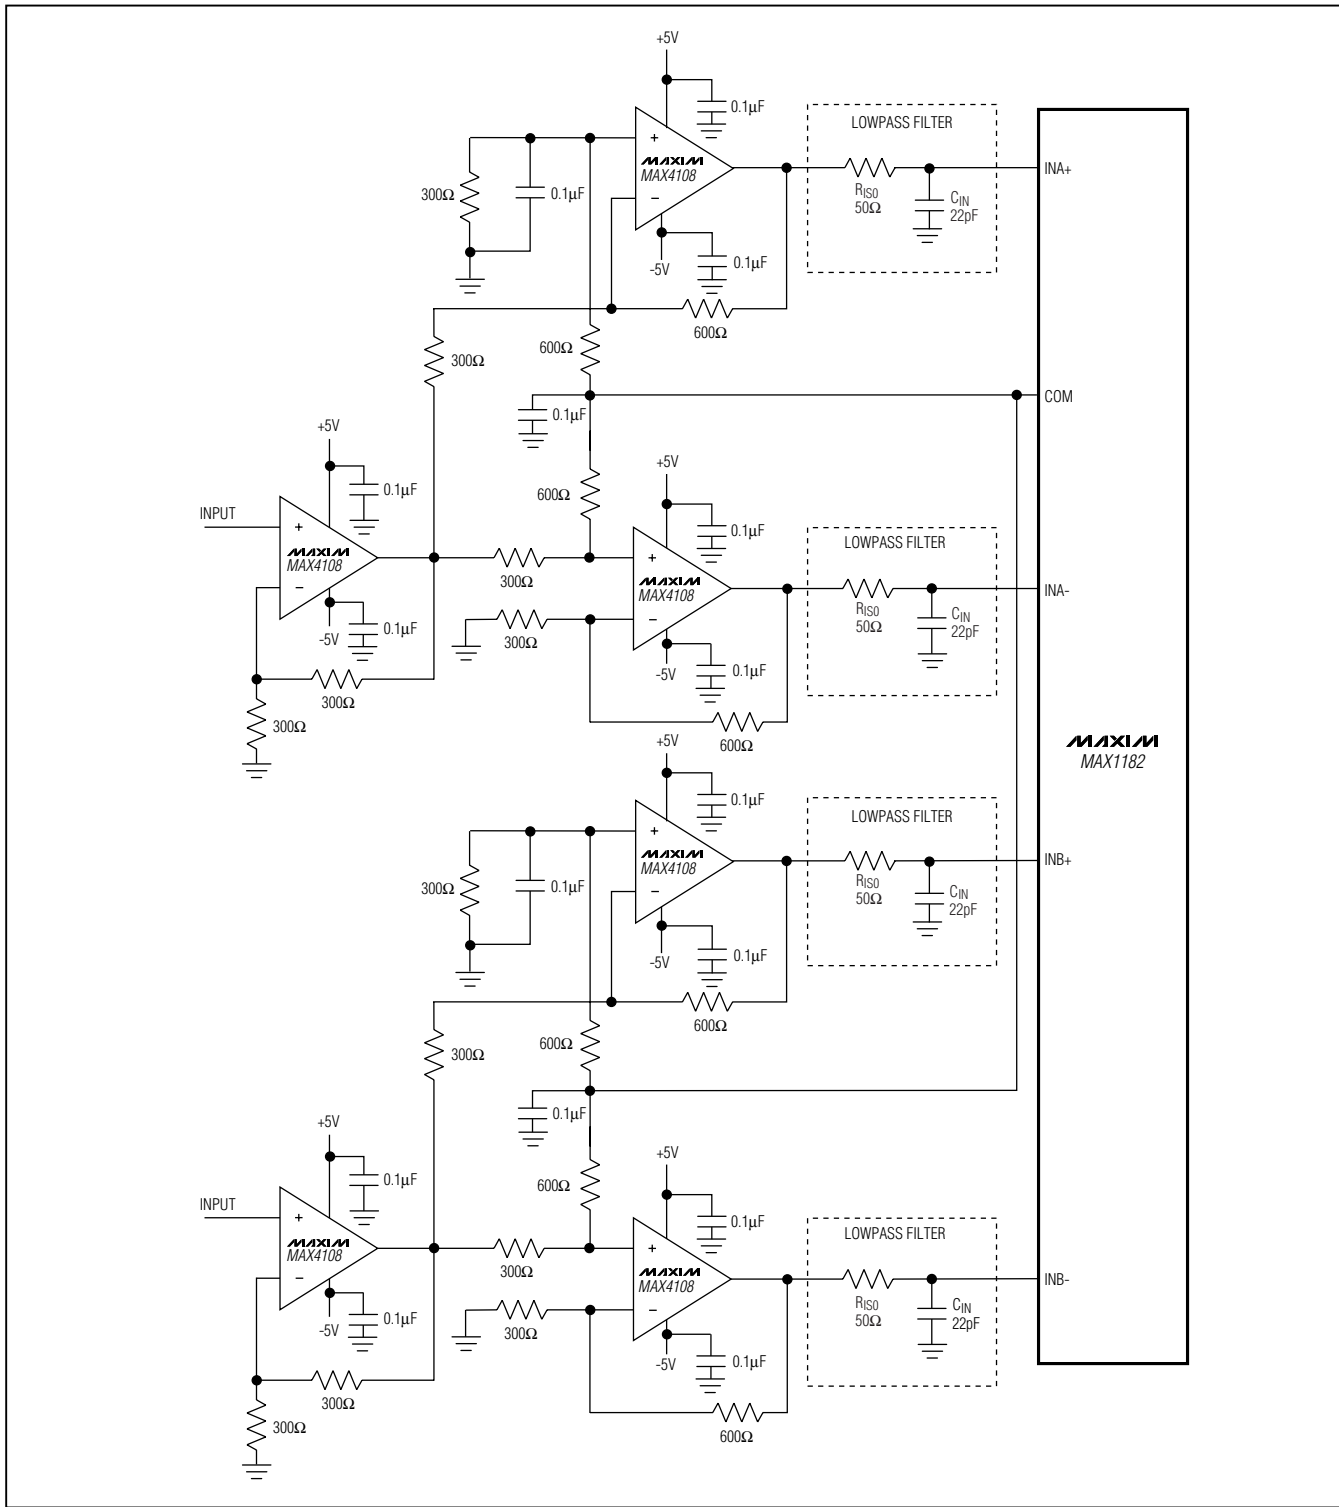 +5V
0.1µF
LOWPASS FILTER
+
MAXIM
MAX4108
−
300Ω
0.1µF
RISO
50Ω
CIN
22pF
INA+
-5V
0.1µF
600Ω
600Ω
300Ω
COM
0.1µF
+5V
0.1µF
INPUT
+
MAXIM
MAX4108
−
-5V
0.1µF
300Ω
300Ω
+5V
0.1µF
600Ω
LOWPASS FILTER
300Ω
+
MAXIM
MAX4108
−
300Ω
RISO
50Ω
CIN
22pF
INA-
-5V
0.1µF
600Ω
MAXIM
MAX1182
+5V
0.1µF
LOWPASS FILTER
+
MAXIM
MAX4108
−
300Ω
0.1µF
RISO
50Ω
CIN
22pF
INB+
-5V
0.1µF
600Ω
600Ω
300Ω
0.1µF
+5V
0.1µF
INPUT
+
MAXIM
MAX4108
−
-5V
0.1µF
300Ω
300Ω
+5V
0.1µF
600Ω
LOWPASS FILTER
300Ω
+
MAXIM
MAX4108
−
300Ω
RISO
50Ω
CIN
22pF
INB-
-5V
0.1µF
600Ω